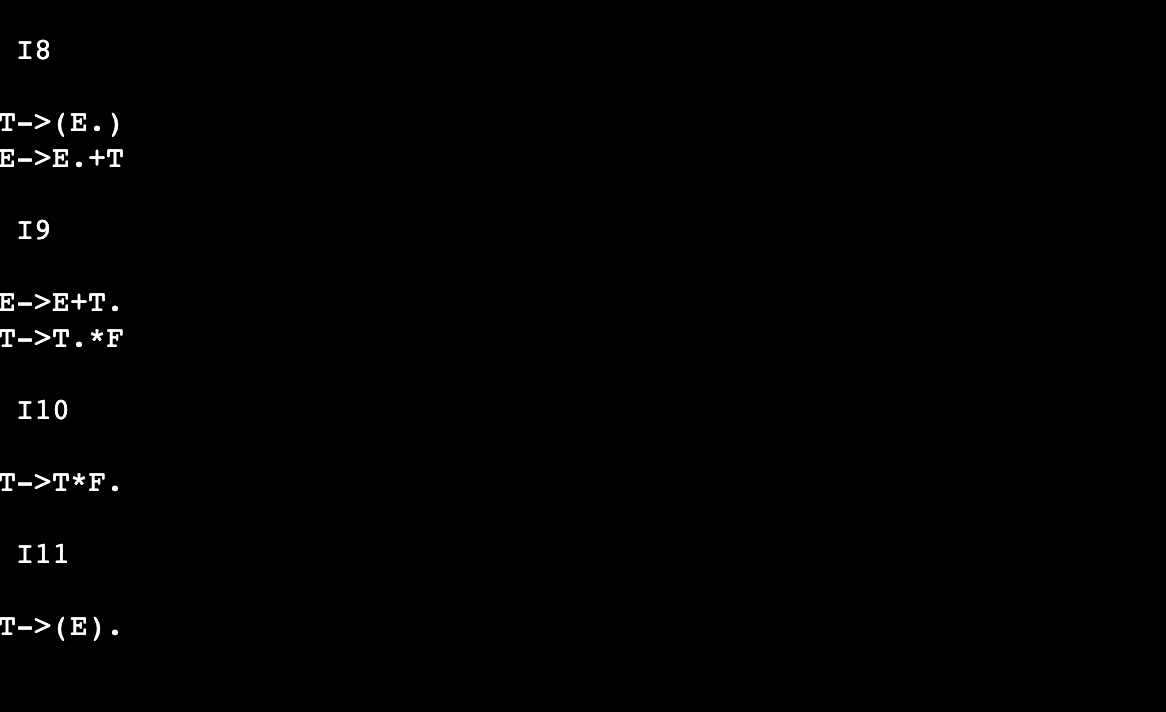 I8
T->(E.)
E->E.+T
I9
E->E+T.
T->T.*F
I10
T->T*F.
I11
T->(E).